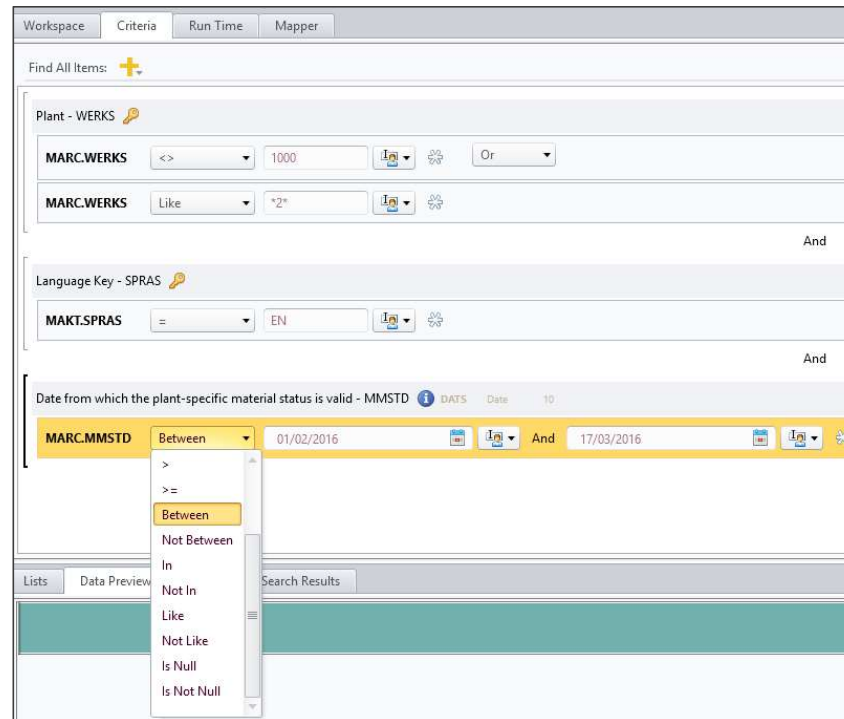 Workspace Criteria Run Time Mapper
Find All Items:
Plant - WERKS
MARC.WERKS <> 1000 Or
MARC.WERKS Like *2*
And
Language Key - SPRAS
MAKT.SPRAS = EN
And
Date from which the plant-specific material status is valid - MMSTD DATS Date 10
MARC.MMSTD Between 01/02/2016 And 17/03/2016
>
>=
Between
Not Between
In
Not In
Like
Not Like
Is Null
Is Not Null
Lists Data Preview Search Results